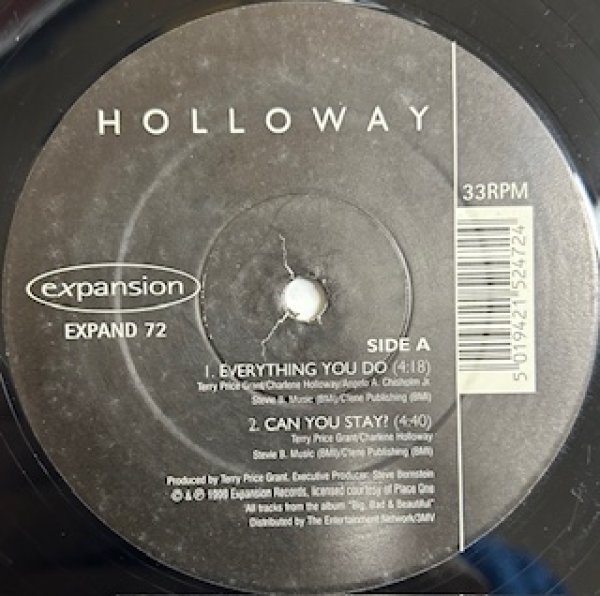 HOLLOWAY
33RPM
expansion
EXPAND 72
5 019421 524724
SIDE A
1. EVERYTHING YOU DO (4:18)
Terry Price Grant/Charlene Holloway/Angelo A. Chisholm Jr.
Stevie B. Music (BMI)/C'lene Publishing (BMI)
2. CAN YOU STAY? (4:40)
Terry Price Grant/Charlene Holloway
Stevie B. Music (BMI)/C'lene Publishing (BMI)
Produced by Terry Price Grant. Executive Producer: Steve Bernstein
© & ℗ 1998 Expansion Records, licensed courtesy of Place One
'All tracks from the album "Big, Bad & Beautiful"
Distributed by The Entertainment Network/3MV